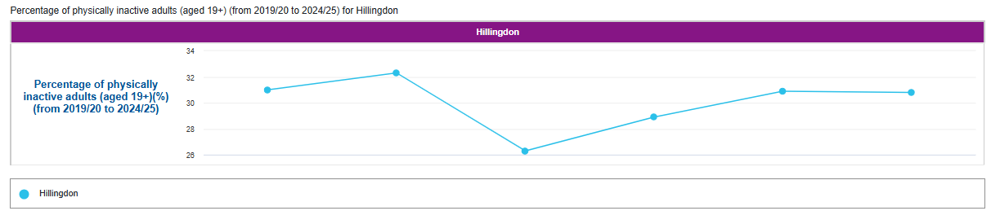 Percentage of physically inactive adults (aged 19+) (from 2019/20 to 2024/25) for Hillingdon
Hillingdon
Percentage of physically
inactive adults (aged 19+)(%)
(from 2019/20 to 2024/25)
34
32
30
28
26
Hillingdon